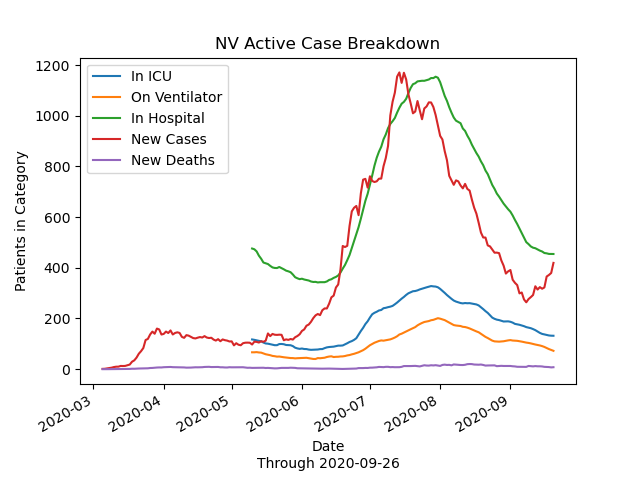 NV Active Case Breakdown
In ICU
On Ventilator
In Hospital
New Cases
New Deaths
Patients in Category
1200
1000
800
600
400
200
0
2020-03
2020-04
2020-05
2020-06
2020-07
2020-08
2020-09
Date
Through 2020-09-26